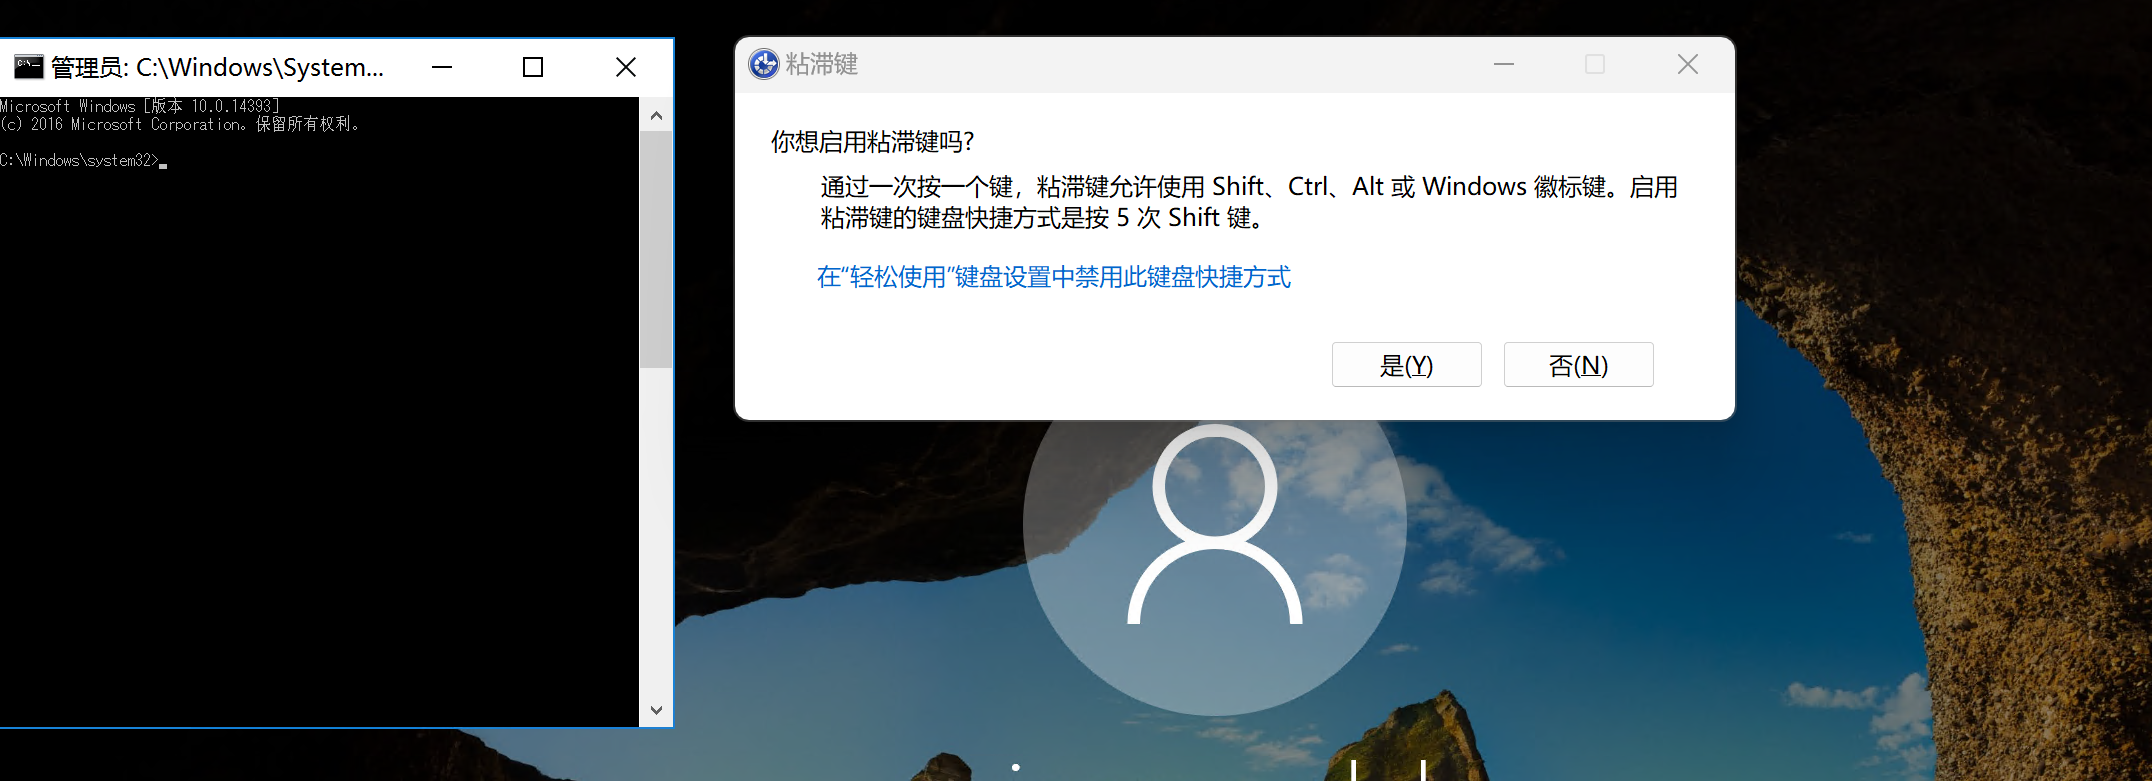 管理员: C:\Windows\System...
Microsoft Windows [版本 10.0.14393]
(c) 2016 Microsoft Corporation。保留所有权利。
C:\Windows\system32>
粘滞键
你想启用粘滞键吗?
通过一次按一个键，粘滞键允许使用 Shift、Ctrl、Alt 或 Windows 徽标键。启用
粘滞键的键盘快捷方式是按 5 次 Shift 键。
在“轻松使用”键盘设置中禁用此键盘快捷方式
是(Y)
否(N)